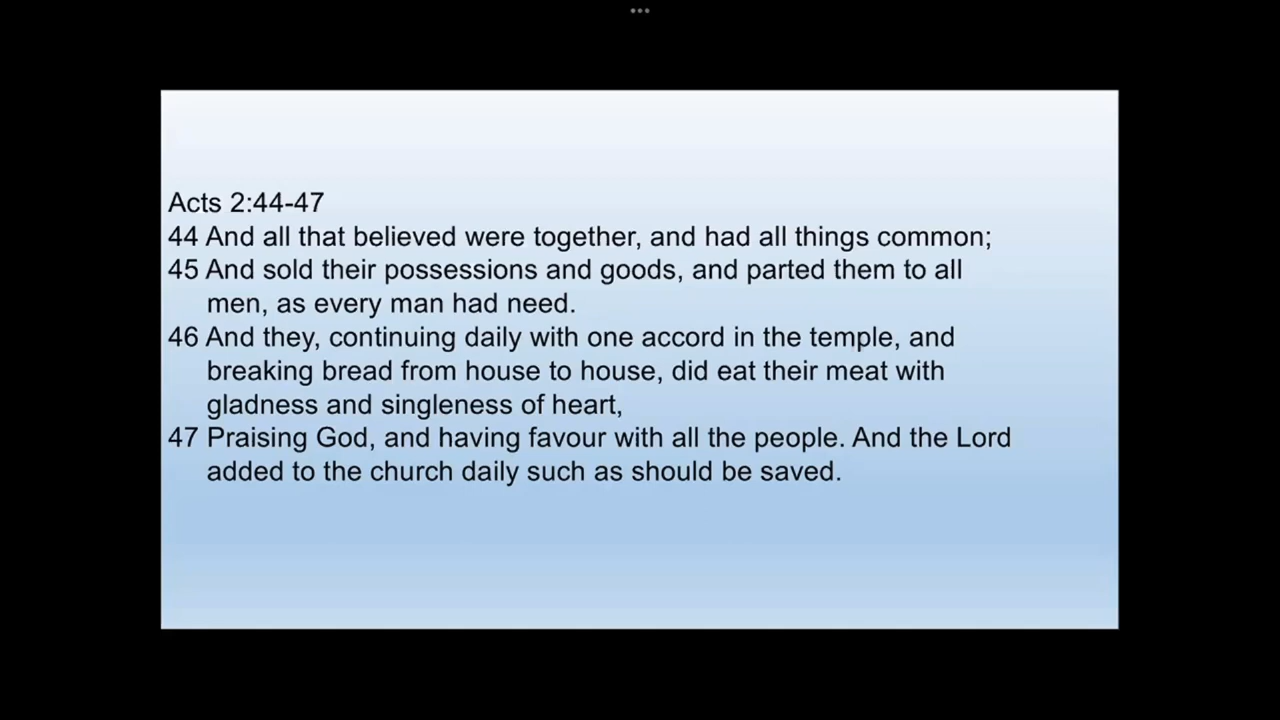 Acts 2:44-47
44 And all that believed were together, and had all things common;
45 And sold their possessions and goods, and parted them to all
men, as every man had need.
46 And they, continuing daily with one accord in the temple, and
breaking bread from house to house, did eat their meat with
gladness and singleness of heart,
47 Praising God, and having favour with all the people. And the Lord
added to the church daily such as should be saved.